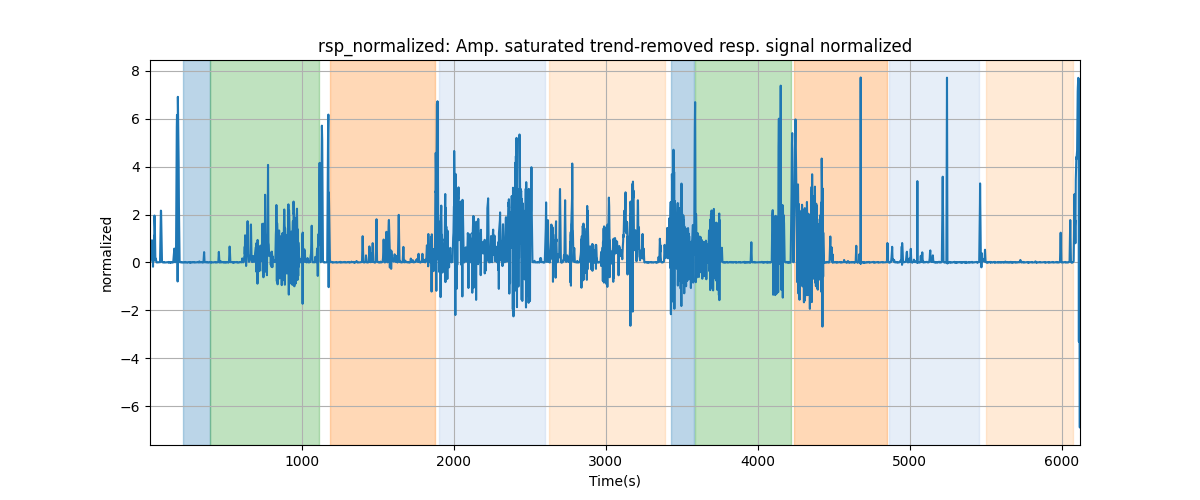 rsp_normalized: Amp. saturated trend-removed resp. signal normalized
8
6
4
2
0
−2
−4
−6
normalized
1000 2000 3000 4000 5000 6000
Time(s)